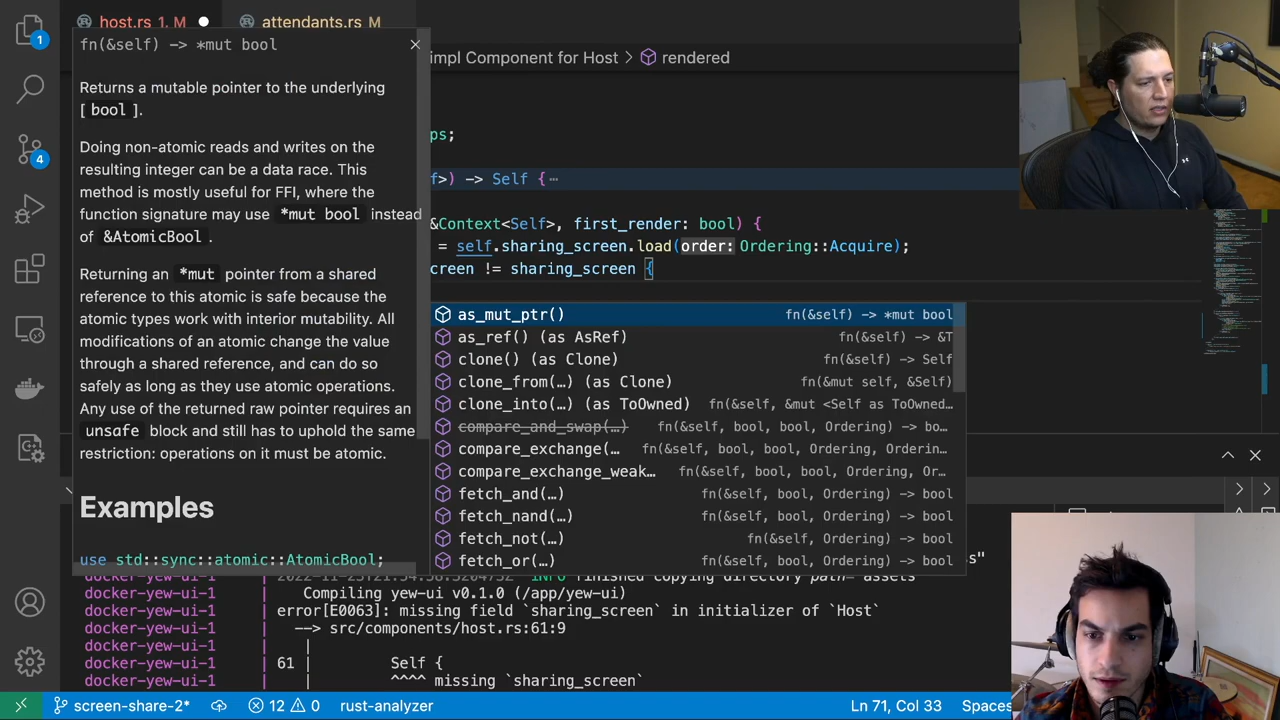 host.rs 1, M
attendants.rs M
fn(&self) -> *mut bool
impl Component for Host > rendered
Returns a mutable pointer to the underlying
[ bool ].
Doing non-atomic reads and writes on the
resulting integer can be a data race. This
method is mostly useful for FFI, where the
function signature may use *mut bool instead
of &AtomicBool .
Returning an *mut pointer from a shared
reference to this atomic is safe because the
atomic types work with interior mutability. All
modifications of an atomic change the value
through a shared reference, and can do so
safely as long as they use atomic operations.
Any use of the returned raw pointer requires an
unsafe block and still has to uphold the same
restriction: operations on it must be atomic.
Examples
use std::sync::atomic::AtomicBool;
ps;
f>) -> Self {⋯
&Context<Self>, first_render: bool) {
= self.sharing_screen.load(order: Ordering::Acquire);
creen != sharing_screen {
as_mut_ptr() fn(&self) -> *mut bool
as_ref() (as AsRef) fn(&self) -> &T
clone() (as Clone) fn(&self) -> Self
clone_from(…) (as Clone) fn(&mut self, &Self)
clone_into(…) (as ToOwned) fn(&self, &mut <Self as ToOwned…
compare_and_swap(…) fn(&self, bool, bool, Ordering) -> bo…
compare_exchange(… fn(&self, bool, bool, Ordering, Orderin…
compare_exchange_weak… fn(&self, bool, bool, Ordering, Or…
fetch_and(…) fn(&self, bool, Ordering) -> bool
fetch_nand(…) fn(&self, bool, Ordering) -> bool
fetch_not(…) fn(&self, Ordering) -> bool
fetch_or(…) fn(&self, bool, Ordering) -> bool
docker-yew-ui-1 | INFO finished copying directory path= assets
docker-yew-ui-1 | Compiling yew-ui v0.1.0 (/app/yew-ui)
docker-yew-ui-1 | error[E0063]: missing field `sharing_screen` in initializer of `Host`
docker-yew-ui-1 | --> src/components/host.rs:61:9
docker-yew-ui-1 | |
docker-yew-ui-1 | 61 | Self {
docker-yew-ui-1 | | ^^^^ missing `sharing_screen`
1
4
screen-share-2* 12 0 rust-analyzer Ln 71, Col 33 Spaces